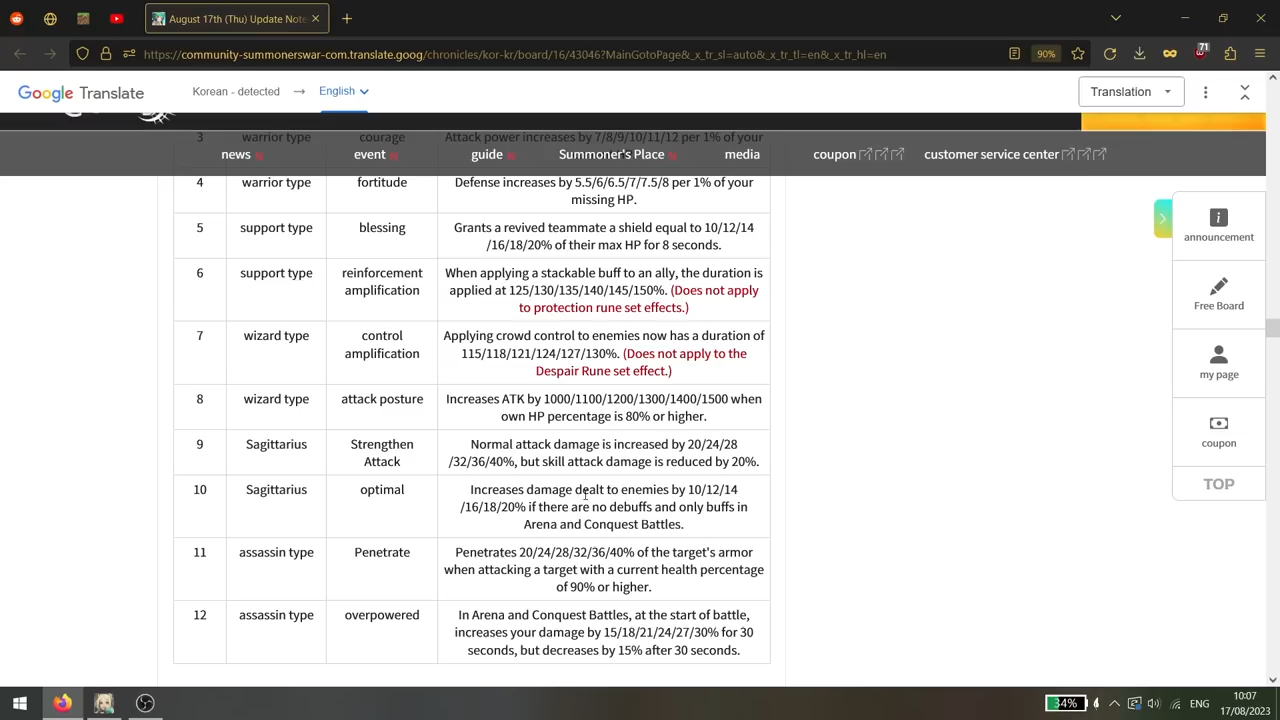 August 17th (Thu) Update Note
https://community-summonerswar-com.translate.goog/chronicles/kor-kr/board/16/43046?MainGotoPage&_x_tr_sl=auto&_x_tr_tl=en&_x_tr_hl=en
90%
71
Google Translate
Korean - detected
English
Translation
3 warrior type courage Attack power increases by 7/8/9/10/11/12 per 1% of your
news event guide Summoner's Place media coupon customer service center
4 warrior type fortitude Defense increases by 5.5/6/6.5/7/7.5/8 per 1% of your
missing HP.
5 support type blessing Grants a revived teammate a shield equal to 10/12/14
/16/18/20% of their max HP for 8 seconds.
6 support type reinforcement When applying a stackable buff to an ally, the duration is
amplification applied at 125/130/135/140/145/150%. (Does not apply
to protection rune set effects.)
7 wizard type control Applying crowd control to enemies now has a duration of
amplification 115/118/121/124/127/130%. (Does not apply to the
Despair Rune set effect.)
8 wizard type attack posture Increases ATK by 1000/1100/1200/1300/1400/1500 when
own HP percentage is 80% or higher.
9 Sagittarius Strengthen Normal attack damage is increased by 20/24/28
Attack /32/36/40%, but skill attack damage is reduced by 20%.
10 Sagittarius optimal Increases damage dealt to enemies by 10/12/14
/16/18/20% if there are no debuffs and only buffs in
Arena and Conquest Battles.
11 assassin type Penetrate Penetrates 20/24/28/32/36/40% of the target's armor
when attacking a target with a current health percentage
of 90% or higher.
12 assassin type overpowered In Arena and Conquest Battles, at the start of battle,
increases your damage by 15/18/21/24/27/30% for 30
seconds, but decreases by 15% after 30 seconds.
announcement
Free Board
my page
coupon
TOP
34%
ENG
10:07
17/08/2023